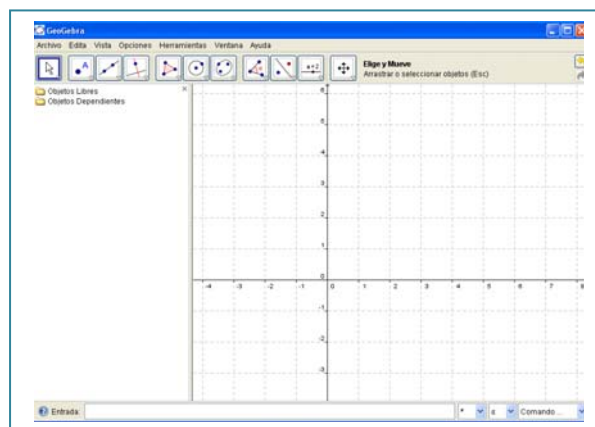 GeoGebra
Archivo Edita Vista Opciones Herramientas Ventana Ayuda
A
a=2
Elige y Mueve
Arrastrar o seleccionar objetos (Esc)
Objetos Libres
Objetos Dependientes
6
5
4
3
2
1
0
-4 -3 -2 -1 0 1 2 3 4 5 6 7 8
-1
-2
-3
Entrada: * ε Comando ...